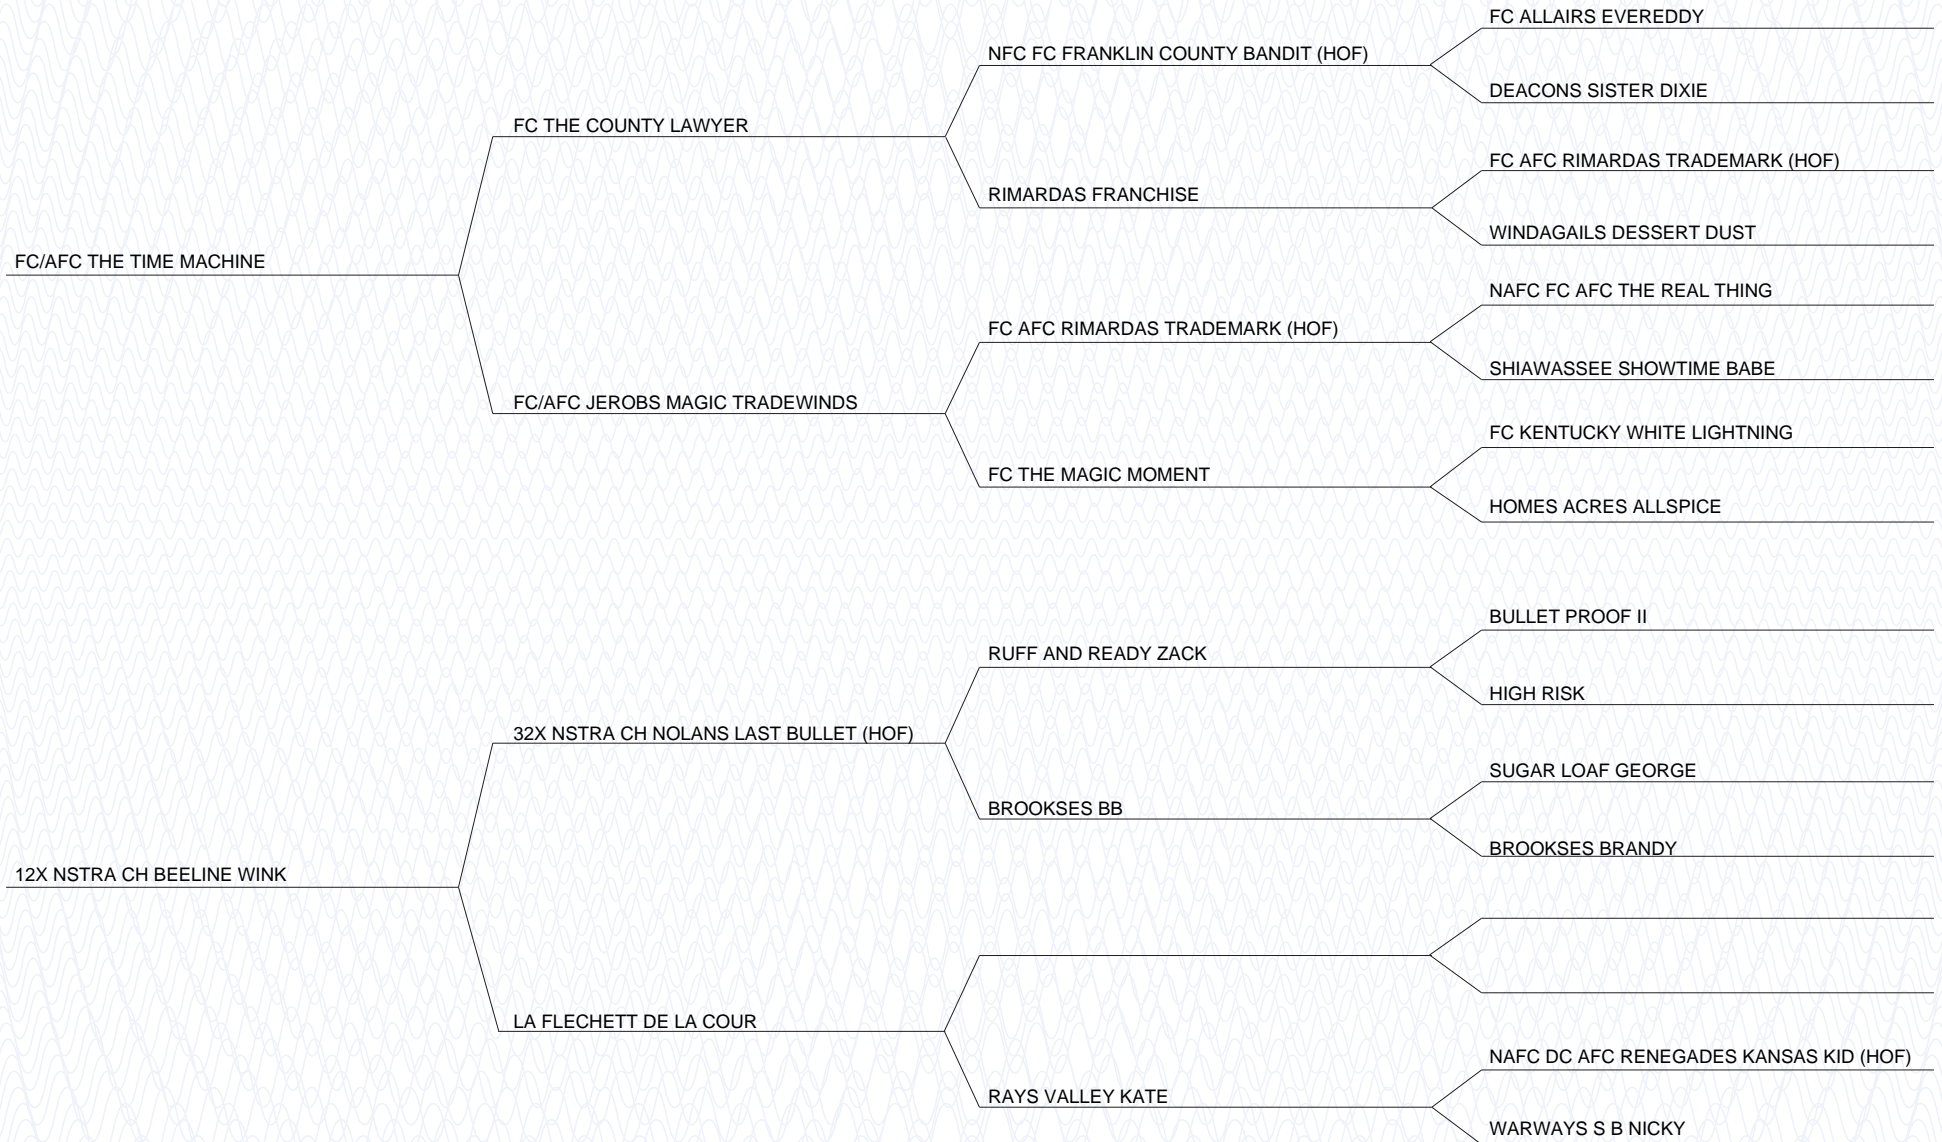 FC ALLAIRS EVEREDDY
NFC FC FRANKLIN COUNTY BANDIT (HOF)
DEACONS SISTER DIXIE
FC THE COUNTY LAWYER
FC AFC RIMARDAS TRADEMARK (HOF)
RIMARDAS FRANCHISE
WINDAGAILS DESSERT DUST
FC/AFC THE TIME MACHINE
NAFC FC AFC THE REAL THING
FC AFC RIMARDAS TRADEMARK (HOF)
SHIAWASSEE SHOWTIME BABE
FC/AFC JEROBS MAGIC TRADEWINDS
FC KENTUCKY WHITE LIGHTNING
FC THE MAGIC MOMENT
HOMES ACRES ALLSPICE
BULLET PROOF II
RUFF AND READY ZACK
HIGH RISK
32X NSTRA CH NOLANS LAST BULLET (HOF)
SUGAR LOAF GEORGE
BROOKSES BB
BROOKSES BRANDY
12X NSTRA CH BEELINE WINK
LA FLECHETT DE LA COUR
NAFC DC AFC RENEGADES KANSAS KID (HOF)
RAYS VALLEY KATE
WARWAYS S B NICKY